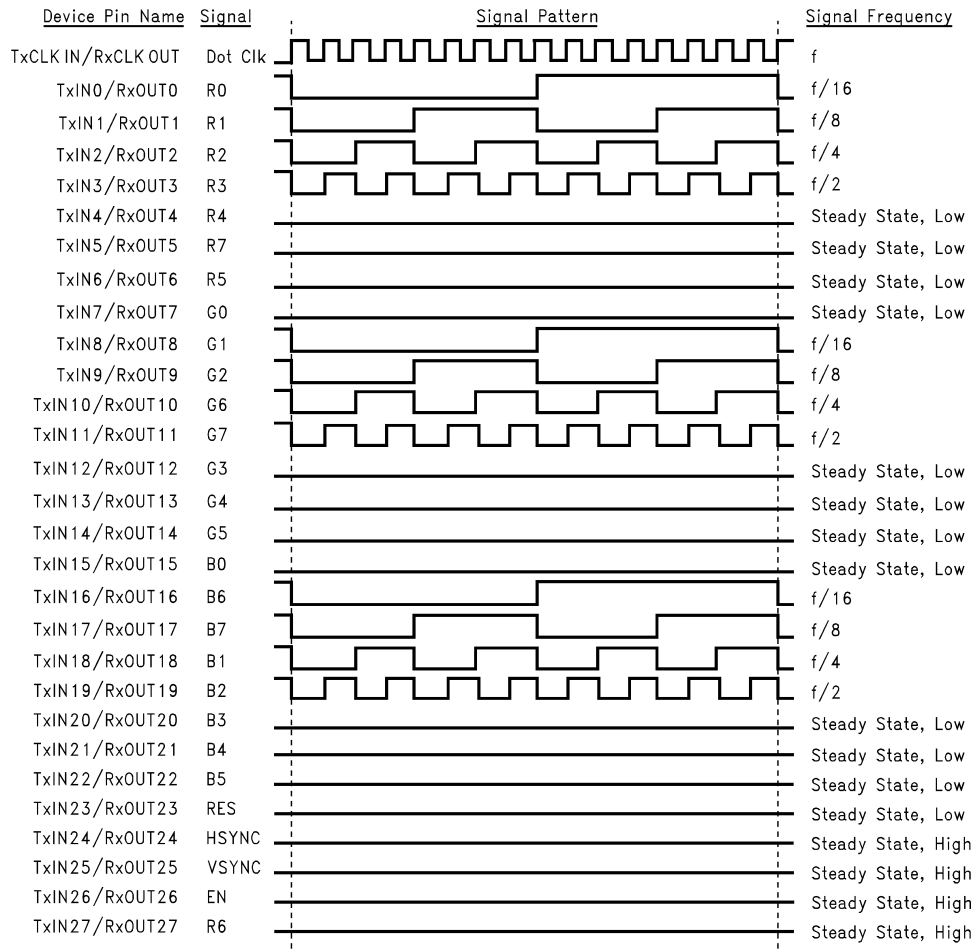 Device Pin Name Signal Signal Pattern Signal Frequency
TxCLK IN/RxCLK OUT Dot Clk f
TxIN0/RxOUT0 R0 f/16
TxIN1/RxOUT1 R1 f/8
TxIN2/RxOUT2 R2 f/4
TxIN3/RxOUT3 R3 f/2
TxIN4/RxOUT4 R4 Steady State, Low
TxIN5/RxOUT5 R7 Steady State, Low
TxIN6/RxOUT6 R5 Steady State, Low
TxIN7/RxOUT7 G0 Steady State, Low
TxIN8/RxOUT8 G1 f/16
TxIN9/RxOUT9 G2 f/8
TxIN10/RxOUT10 G6 f/4
TxIN11/RxOUT11 G7 f/2
TxIN12/RxOUT12 G3 Steady State, Low
TxIN13/RxOUT13 G4 Steady State, Low
TxIN14/RxOUT14 G5 Steady State, Low
TxIN15/RxOUT15 B0 Steady State, Low
TxIN16/RxOUT16 B6 f/16
TxIN17/RxOUT17 B7 f/8
TxIN18/RxOUT18 B1 f/4
TxIN19/RxOUT19 B2 f/2
TxIN20/RxOUT20 B3 Steady State, Low
TxIN21/RxOUT21 B4 Steady State, Low
TxIN22/RxOUT22 B5 Steady State, Low
TxIN23/RxOUT23 RES Steady State, Low
TxIN24/RxOUT24 HSYNC Steady State, High
TxIN25/RxOUT25 VSYNC Steady State, High
TxIN26/RxOUT26 EN Steady State, High
TxIN27/RxOUT27 R6 Steady State, High